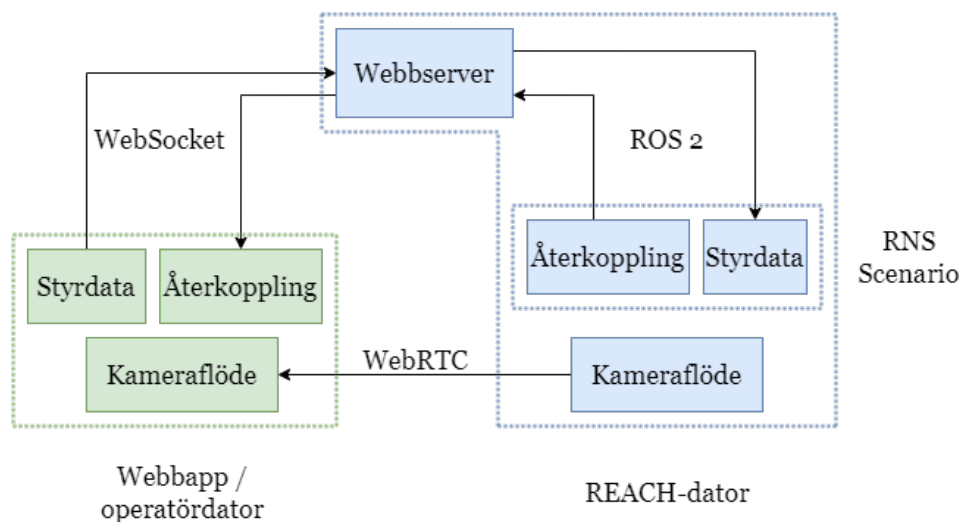 Webbserver
WebSocket
ROS 2
Styrdata
Återkoppling
Återkoppling
Styrdata
RNS
Scenario
Kameraflöde
WebRTC
Kameraflöde
Webbapp /
operatördator
REACH-dator